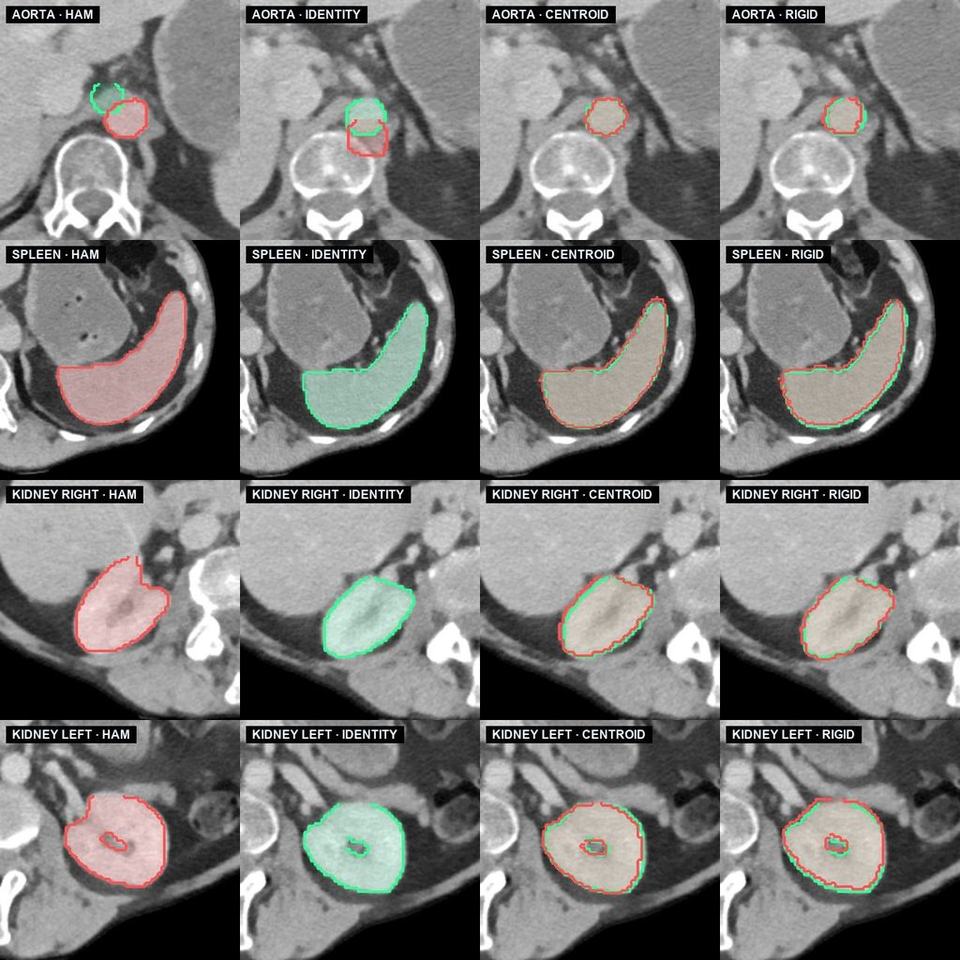 AORTA · HAM
AORTA · IDENTITY
AORTA · CENTROID
AORTA · RIGID
SPLEEN · HAM
SPLEEN · IDENTITY
SPLEEN · CENTROID
SPLEEN · RIGID
KIDNEY RIGHT · HAM
KIDNEY RIGHT · IDENTITY
KIDNEY RIGHT · CENTROID
KIDNEY RIGHT · RIGID
KIDNEY LEFT · HAM
KIDNEY LEFT · IDENTITY
KIDNEY LEFT · CENTROID
KIDNEY LEFT · RIGID